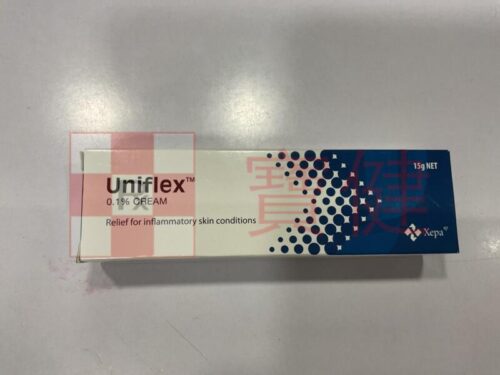 Uniflex™
0.1% CREAM
Relief for inflammatory skin conditions
15g NET
Xepa
寶健